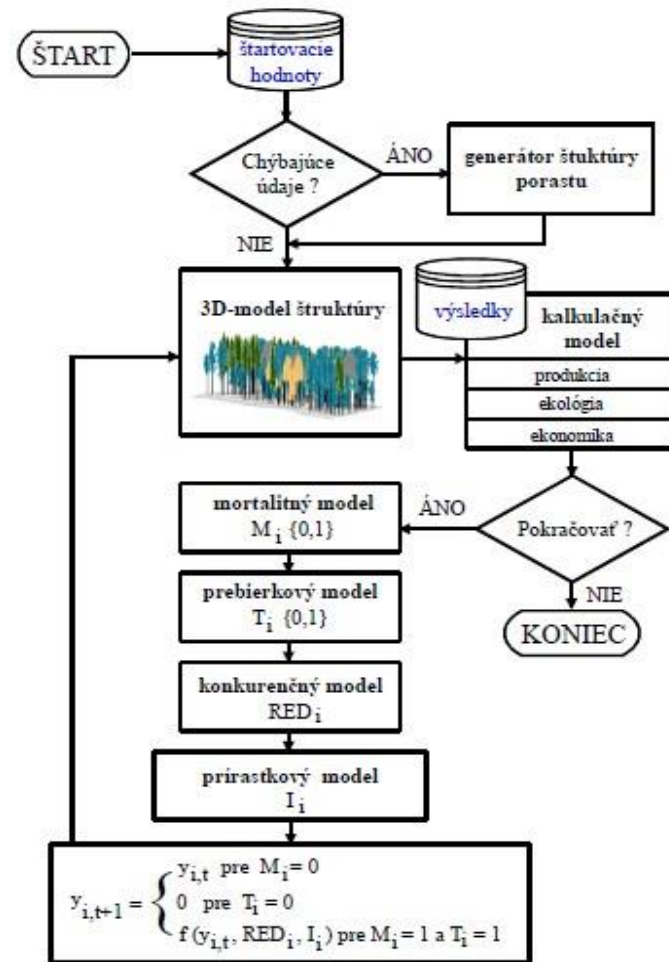 ŠTART
štartovacie
hodnoty
Chýbajúce
údaje ?
ÁNO
generátor štuktúry
porastu
NIE
3D-model štruktúry
výsledky
kalkulačný
model
produkcia
ekológia
ekonomika
mortalitný model
M i {0,1}
ÁNO
Pokračovať ?
prebierkový model
T i {0,1}
NIE
KONIEC
konkurenčný model
RED i
prírastkový model
I i
y i,t+1 = {
y i,t pre M i = 0
0 pre T i = 0
f (y i,t , RED i , I i ) pre M i = 1 a T i = 1